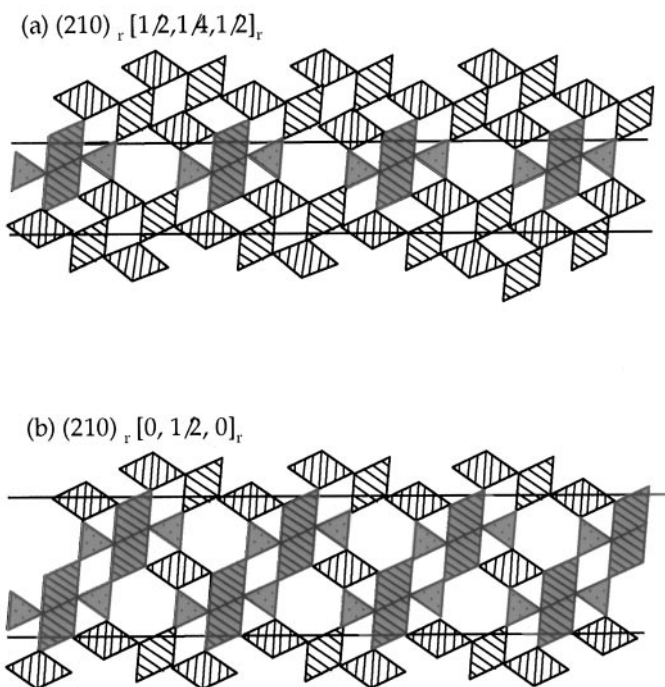 (a) (210) r [1/2,1/4,1/2]r
(b) (210) r [0, 1/2, 0]r